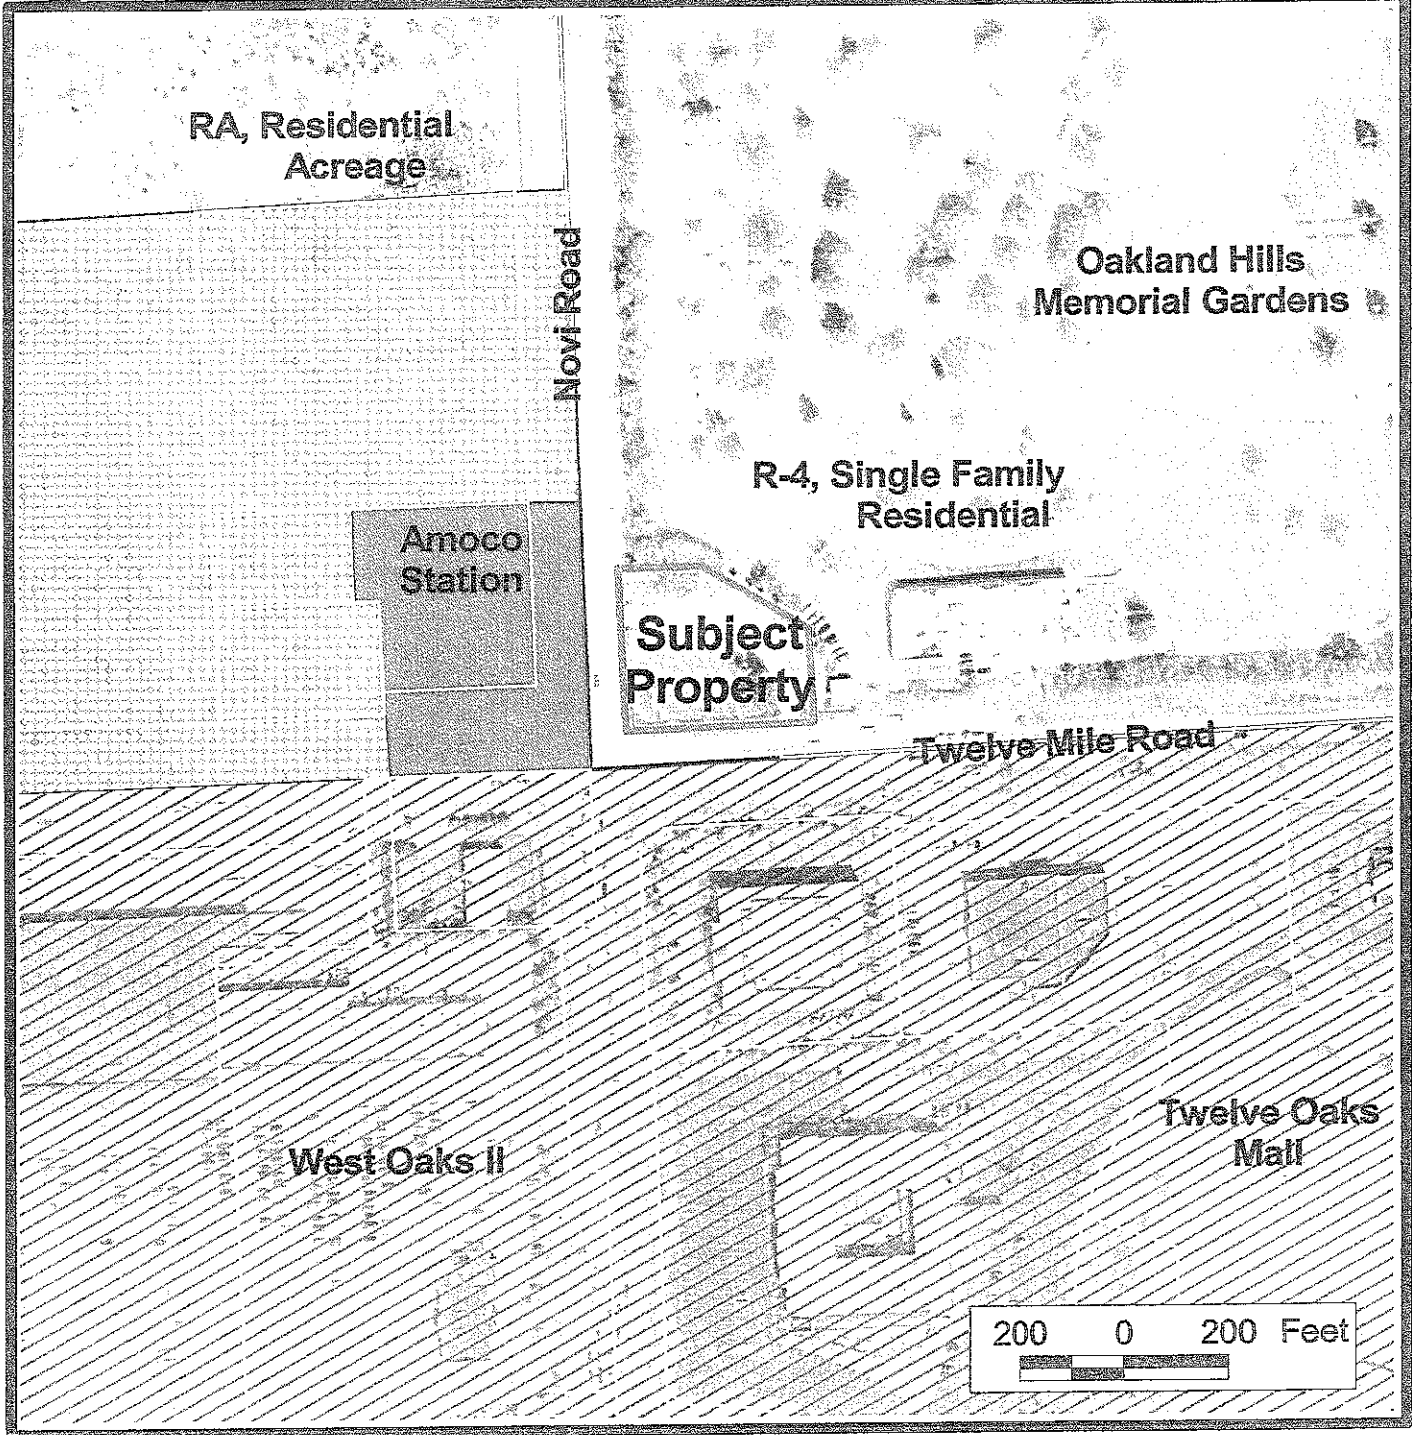 RA, Residential
Acreage
Novi Road
Oakland Hills
Memorial Gardens
R-4, Single Family
Residential
Amoco
Station
Subject
Property
Twelve Mile Road
Twelve Oaks
Mall
West Oaks II
200 0 200 Feet